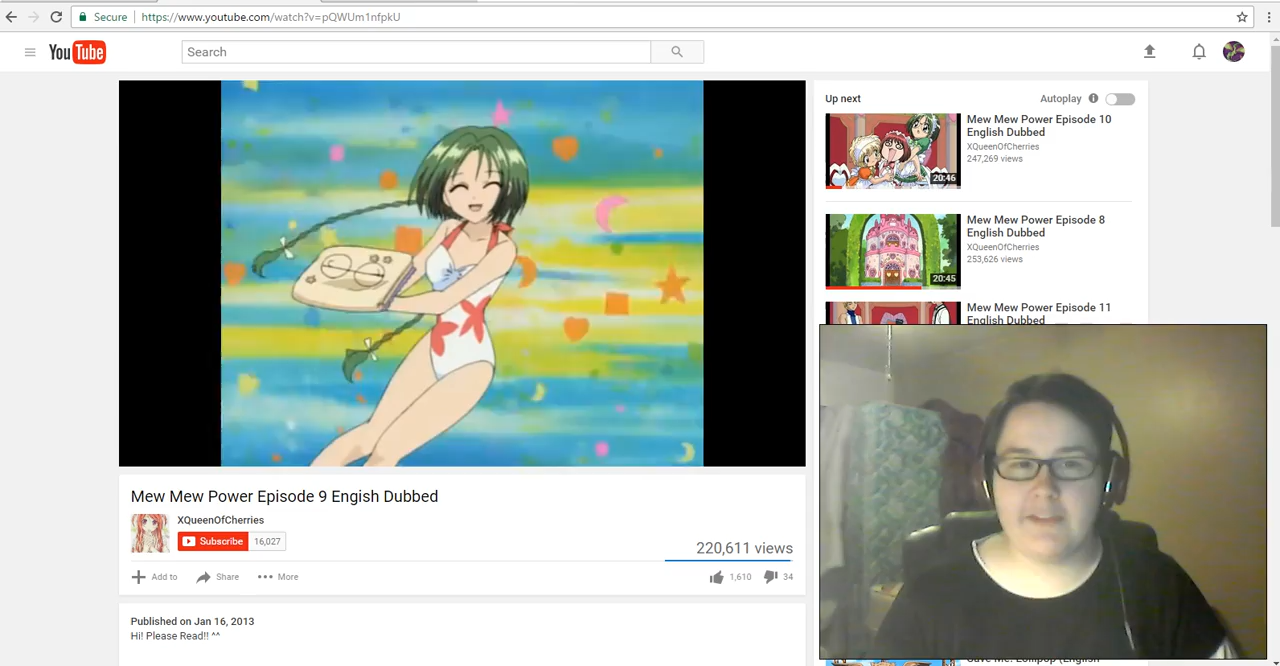 Secure https://www.youtube.com/watch?v=pQWUm1nfpkU
YouTube
Search
Up next
Autoplay
Mew Mew Power Episode 10
English Dubbed
XQueenOfCherries
247,269 views
20:46
Mew Mew Power Episode 8
English Dubbed
XQueenOfCherries
253,626 views
20:45
Mew Mew Power Episode 11
English Dubbed
Mew Mew Power Episode 9 Engish Dubbed
XQueenOfCherries
Subscribe 16,027
220,611 views
Add to Share More
1,610 34
Published on Jan 16, 2013
Hi! Please Read!! ^^